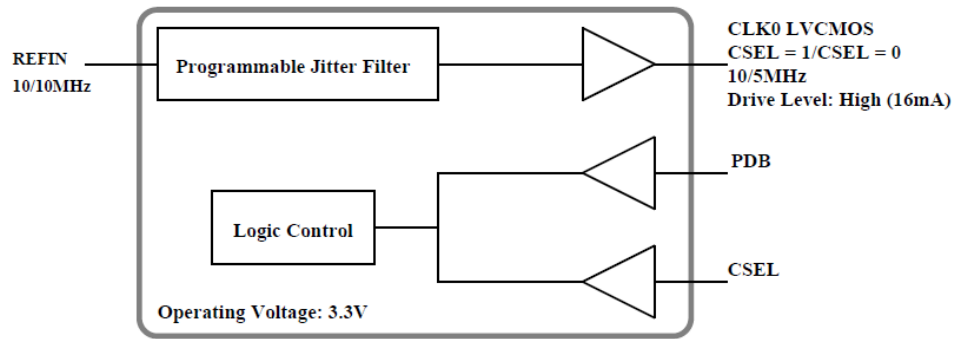 REFIN
10/10MHz
Programmable Jitter Filter
CLK0 LVCMOS
CSEL = 1/CSEL = 0
10/5MHz
Drive Level: High (16mA)
PDB
Logic Control
CSEL
Operating Voltage: 3.3V